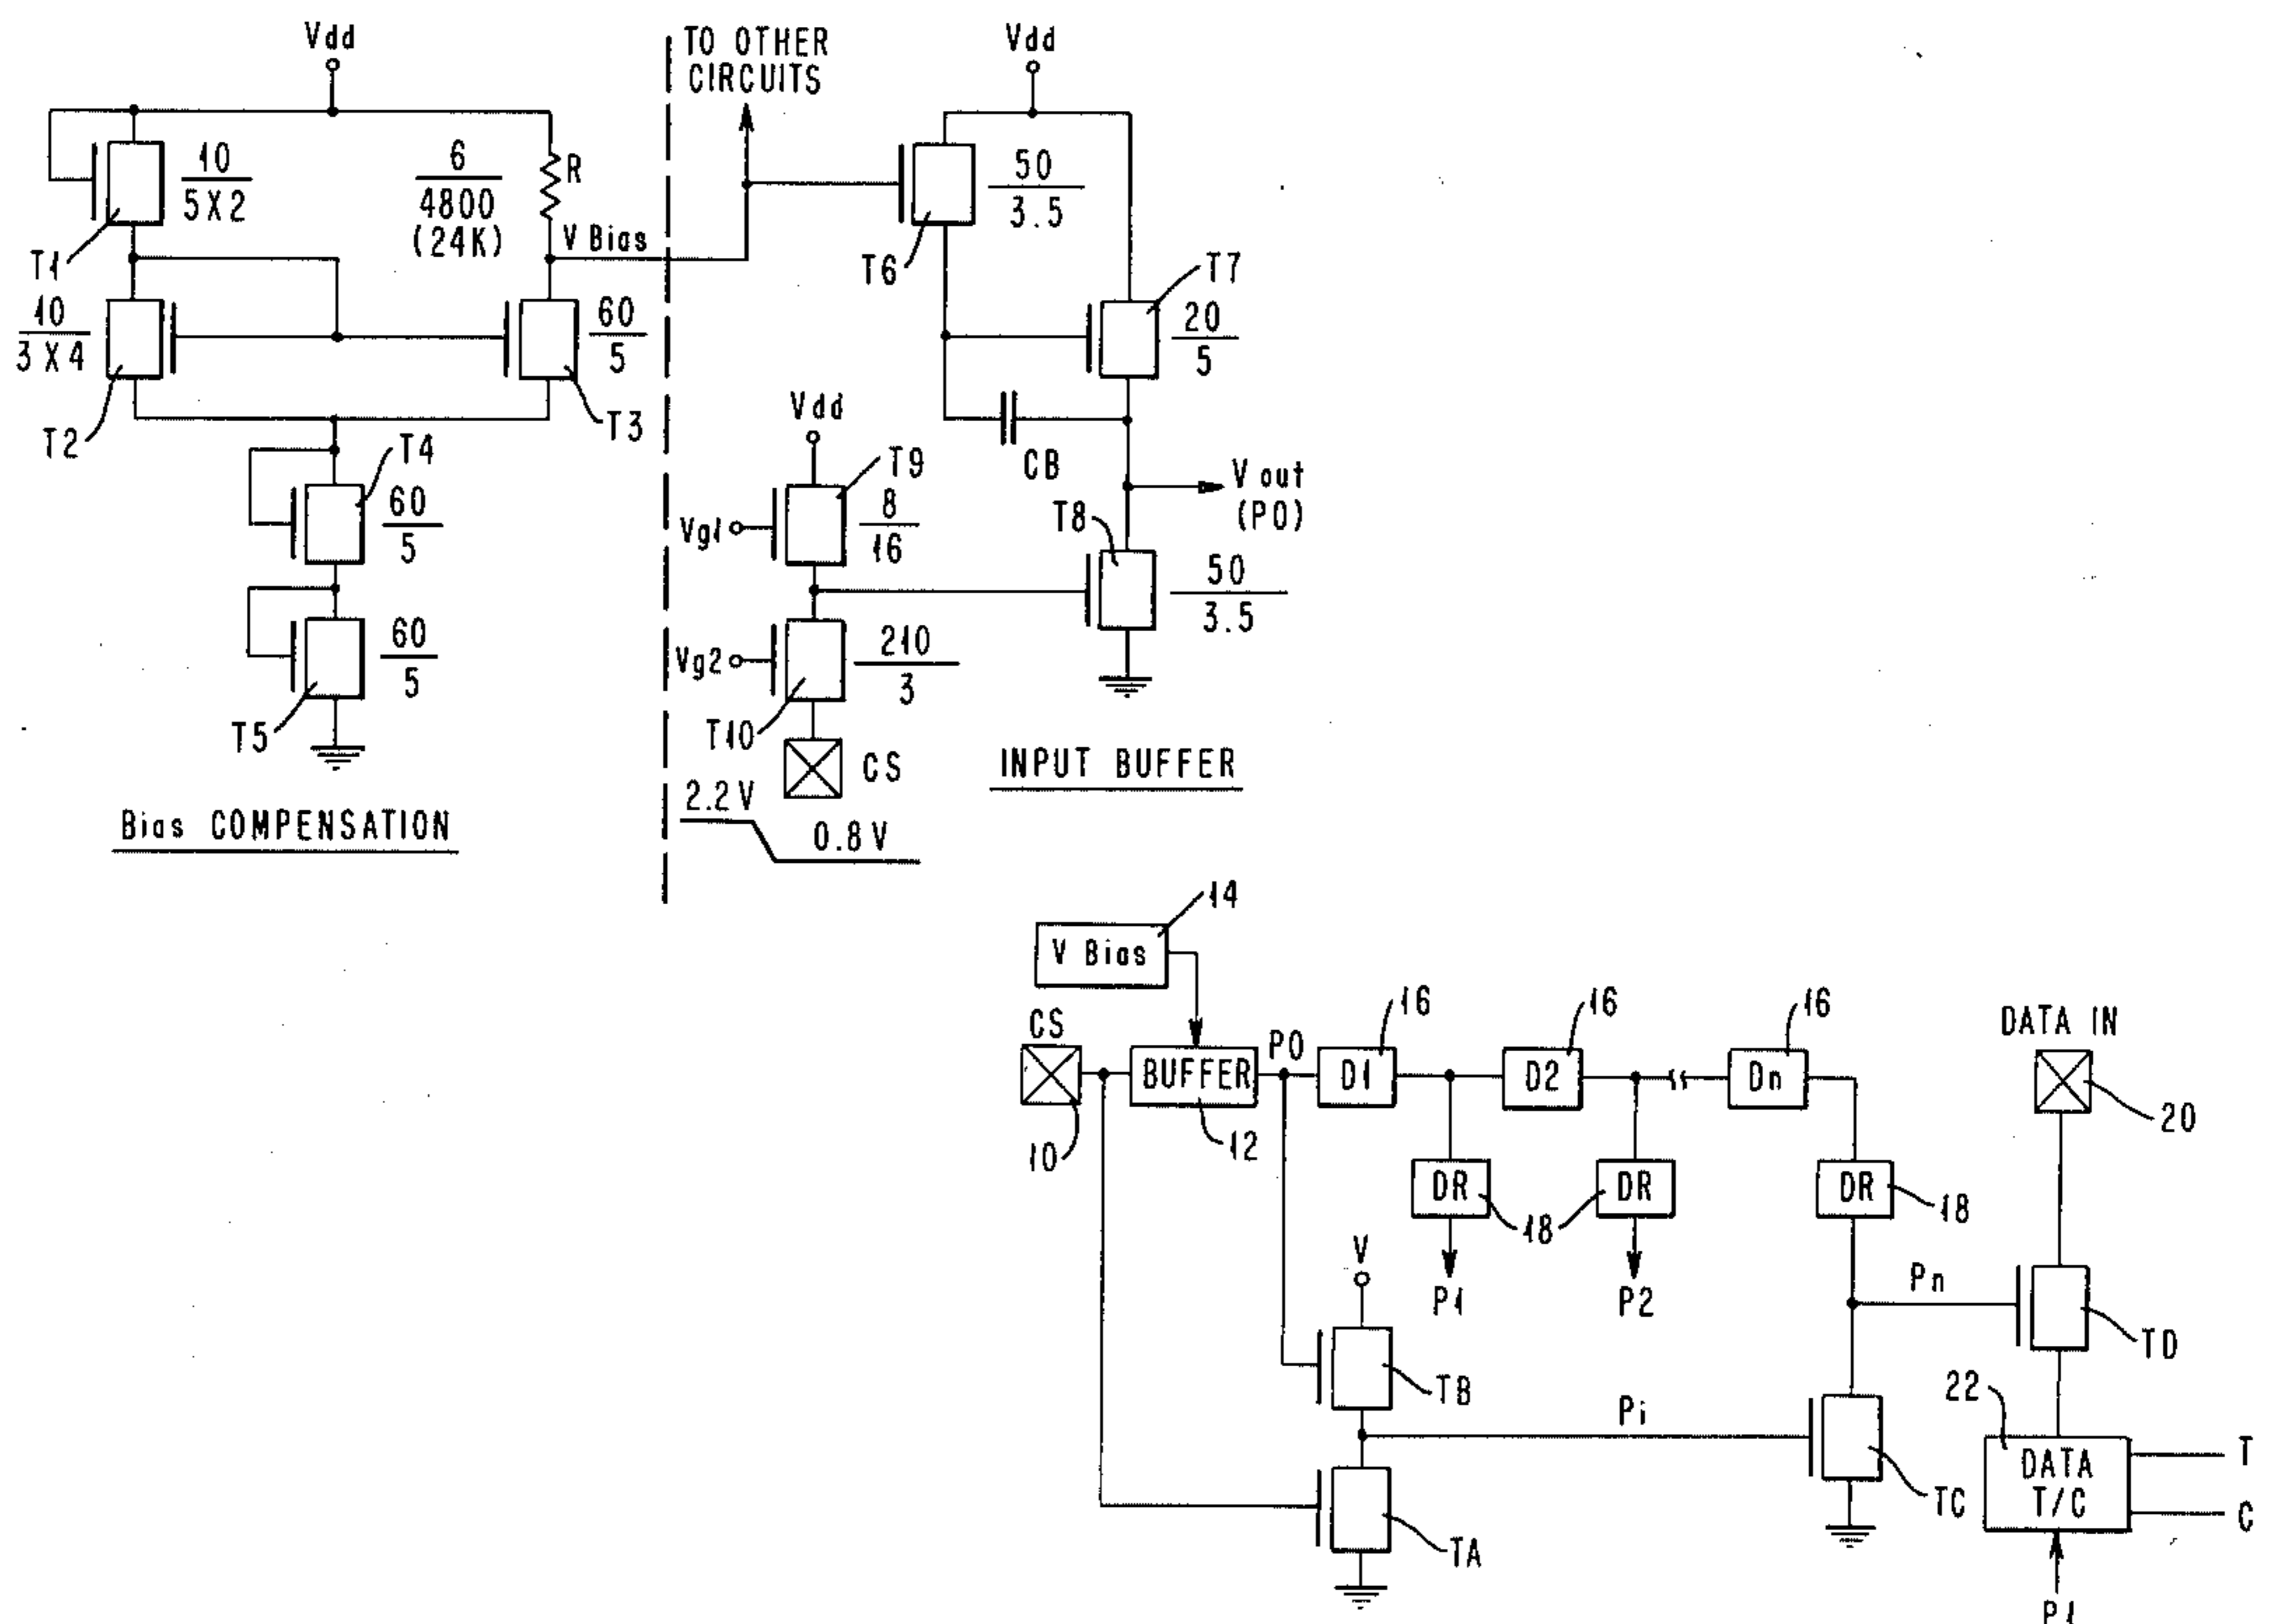 Vdd
10
5X2
T1
6
4800
(24K)
R
V Bias
10
3X4
T2
60
5
T3
T4
60
5
60
5
T5
Bias COMPENSATION
TO OTHER
CIRCUITS
Vdd
50
3.5
T6
T7
20
5
CB
Vdd
T9
8
16
Vg1
Vg2
210
3
T10
CS
2.2V
0.8V
V out
(P0)
T8
50
3.5
INPUT BUFFER
14
V Bias
CS
10
BUFFER
12
P0
16
D1
16
D2
16
Dn
DATA IN
20
DR
18
DR
DR
18
P1
P2
V
TB
Pi
TA
Pn
TD
TC
22
DATA
T/C
T
C
P1